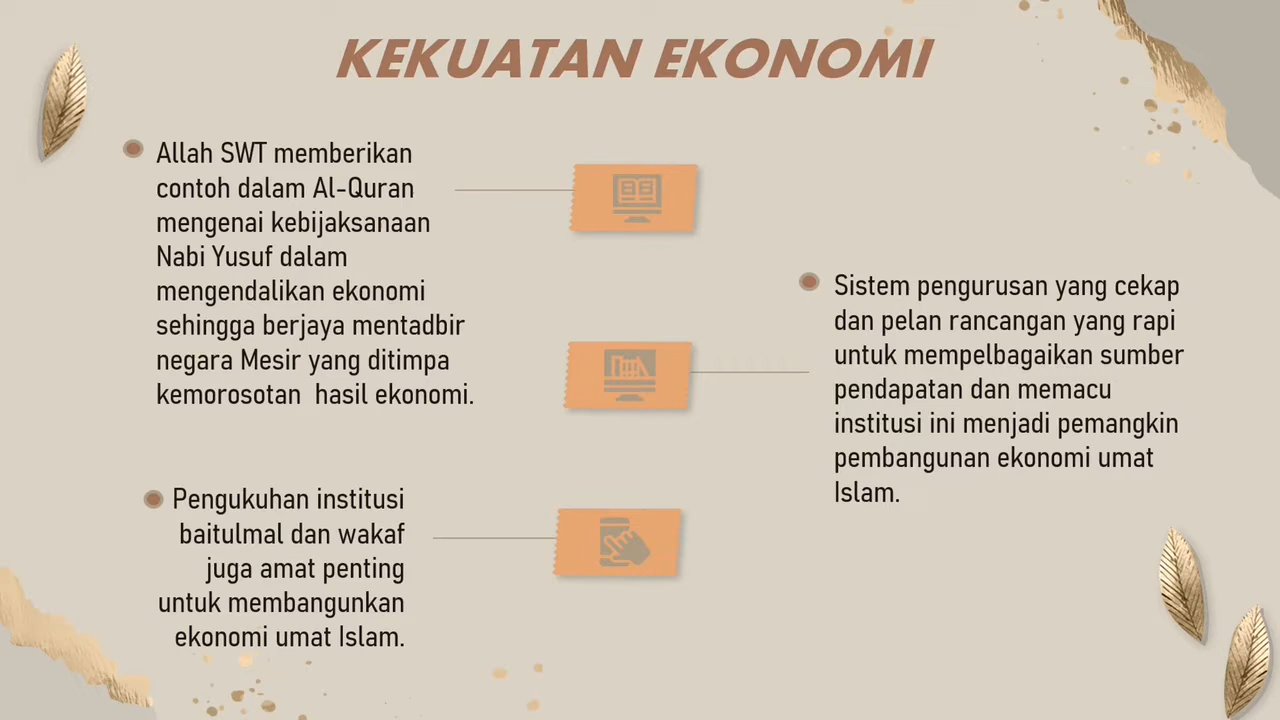 KEKUATAN EKONOMI
Allah SWT memberikan
contoh dalam Al-Quran
mengenai kebijaksanaan
Nabi Yusuf dalam
mengendalikan ekonomi
sehingga berjaya mentadbir
negara Mesir yang ditimpa
kemorosotan  hasil ekonomi.
Sistem pengurusan yang cekap
dan pelan rancangan yang rapi
untuk mempelbagaikan sumber
pendapatan dan memacu
institusi ini menjadi pemangkin
pembangunan ekonomi umat
Islam.
Pengukuhan institusi
baitulmal dan wakaf
juga amat penting
untuk membangunkan
ekonomi umat Islam.